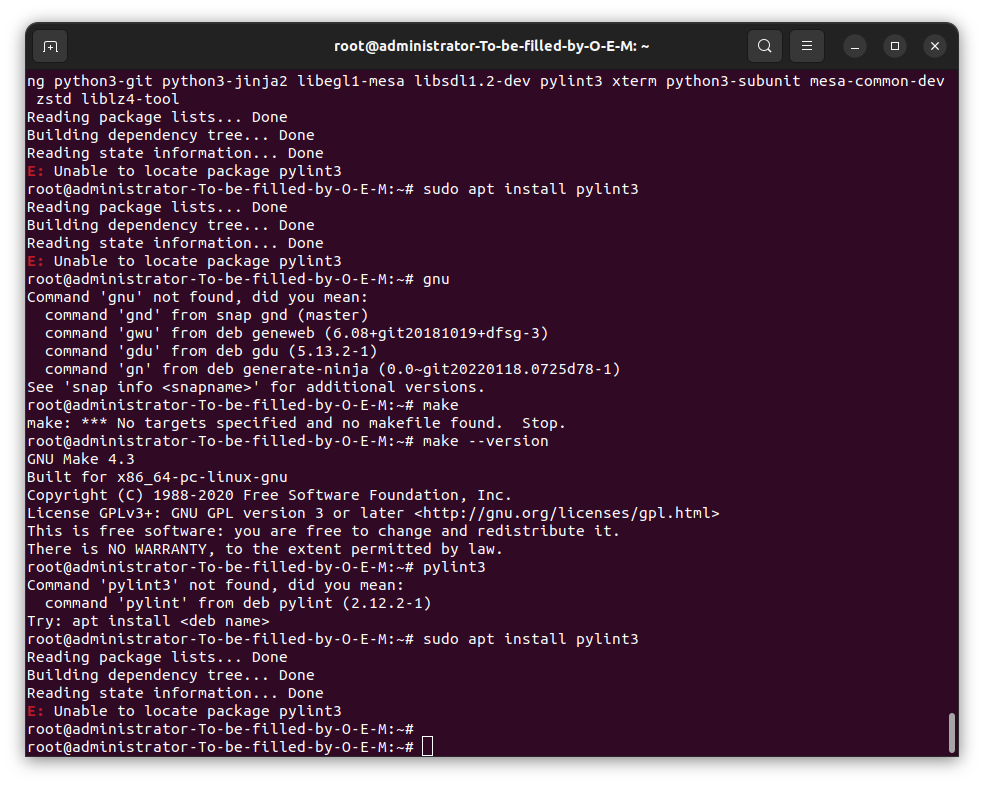 root@administrator-To-be-filled-by-O-E-M: ~
ng python3-git python3-jinja2 libegl1-mesa libsdl1.2-dev pylint3 xterm python3-subunit mesa-common-dev
 zstd liblz4-tool
Reading package lists... Done
Building dependency tree... Done
Reading state information... Done
E: Unable to locate package pylint3
root@administrator-To-be-filled-by-O-E-M:~# sudo apt install pylint3
Reading package lists... Done
Building dependency tree... Done
Reading state information... Done
E: Unable to locate package pylint3
root@administrator-To-be-filled-by-O-E-M:~# gnu
Command 'gnu' not found, did you mean:
  command 'gnd' from snap gnd (master)
  command 'gwu' from deb geneweb (6.08+git20181019+dfsg-3)
  command 'gdu' from deb gdu (5.13.2-1)
  command 'gn' from deb generate-ninja (0.0~git20220118.0725d78-1)
See 'snap info <snapname>' for additional versions.
root@administrator-To-be-filled-by-O-E-M:~# make
make: *** No targets specified and no makefile found.  Stop.
root@administrator-To-be-filled-by-O-E-M:~# make --version
GNU Make 4.3
Built for x86_64-pc-linux-gnu
Copyright (C) 1988-2020 Free Software Foundation, Inc.
License GPLv3+: GNU GPL version 3 or later <http://gnu.org/licenses/gpl.html>
This is free software: you are free to change and redistribute it.
There is NO WARRANTY, to the extent permitted by law.
root@administrator-To-be-filled-by-O-E-M:~# pylint3
Command 'pylint3' not found, did you mean:
  command 'pylint' from deb pylint (2.12.2-1)
Try: apt install <deb name>
root@administrator-To-be-filled-by-O-E-M:~# sudo apt install pylint3
Reading package lists... Done
Building dependency tree... Done
Reading state information... Done
E: Unable to locate package pylint3
root@administrator-To-be-filled-by-O-E-M:~#
root@administrator-To-be-filled-by-O-E-M:~#